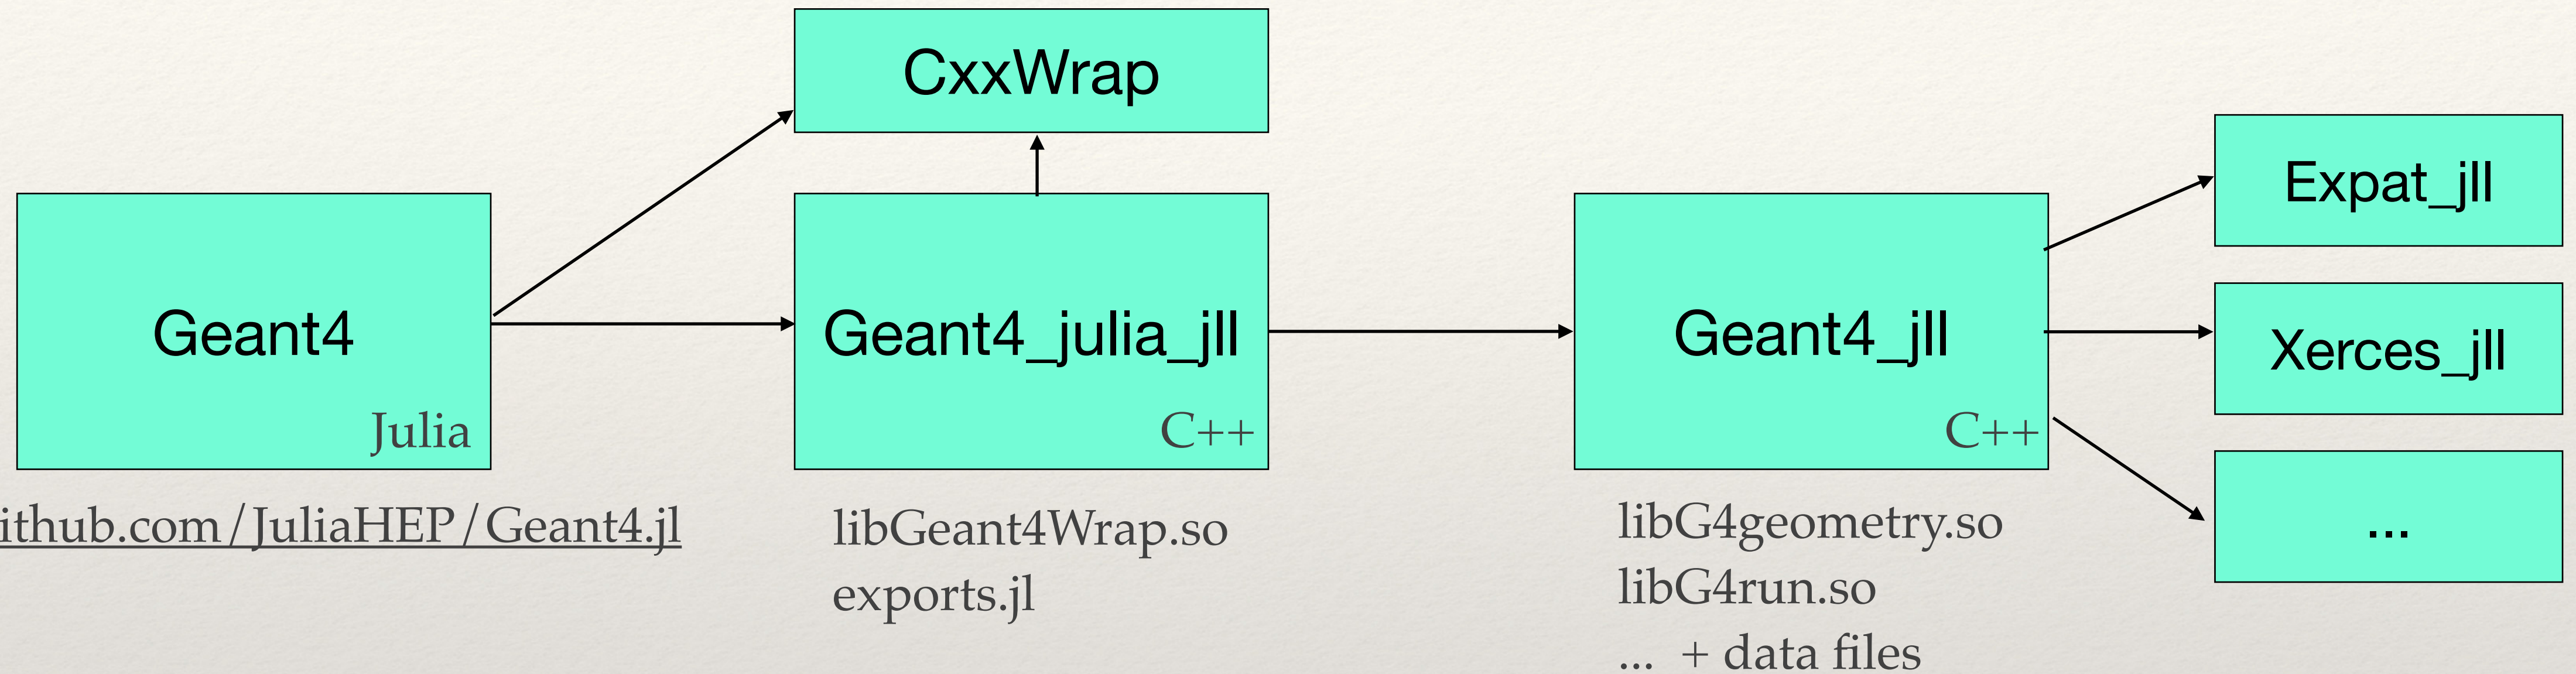 CxxWrap
Geant4
Julia
ithub.com/JuliaHEP/Geant4.jl
Geant4_julia_jll
C++
libGeant4Wrap.so
exports.jl
Geant4_jll
C++
libG4geometry.so
libG4run.so
... + data files
Expat_jll
Xerces_jll
...